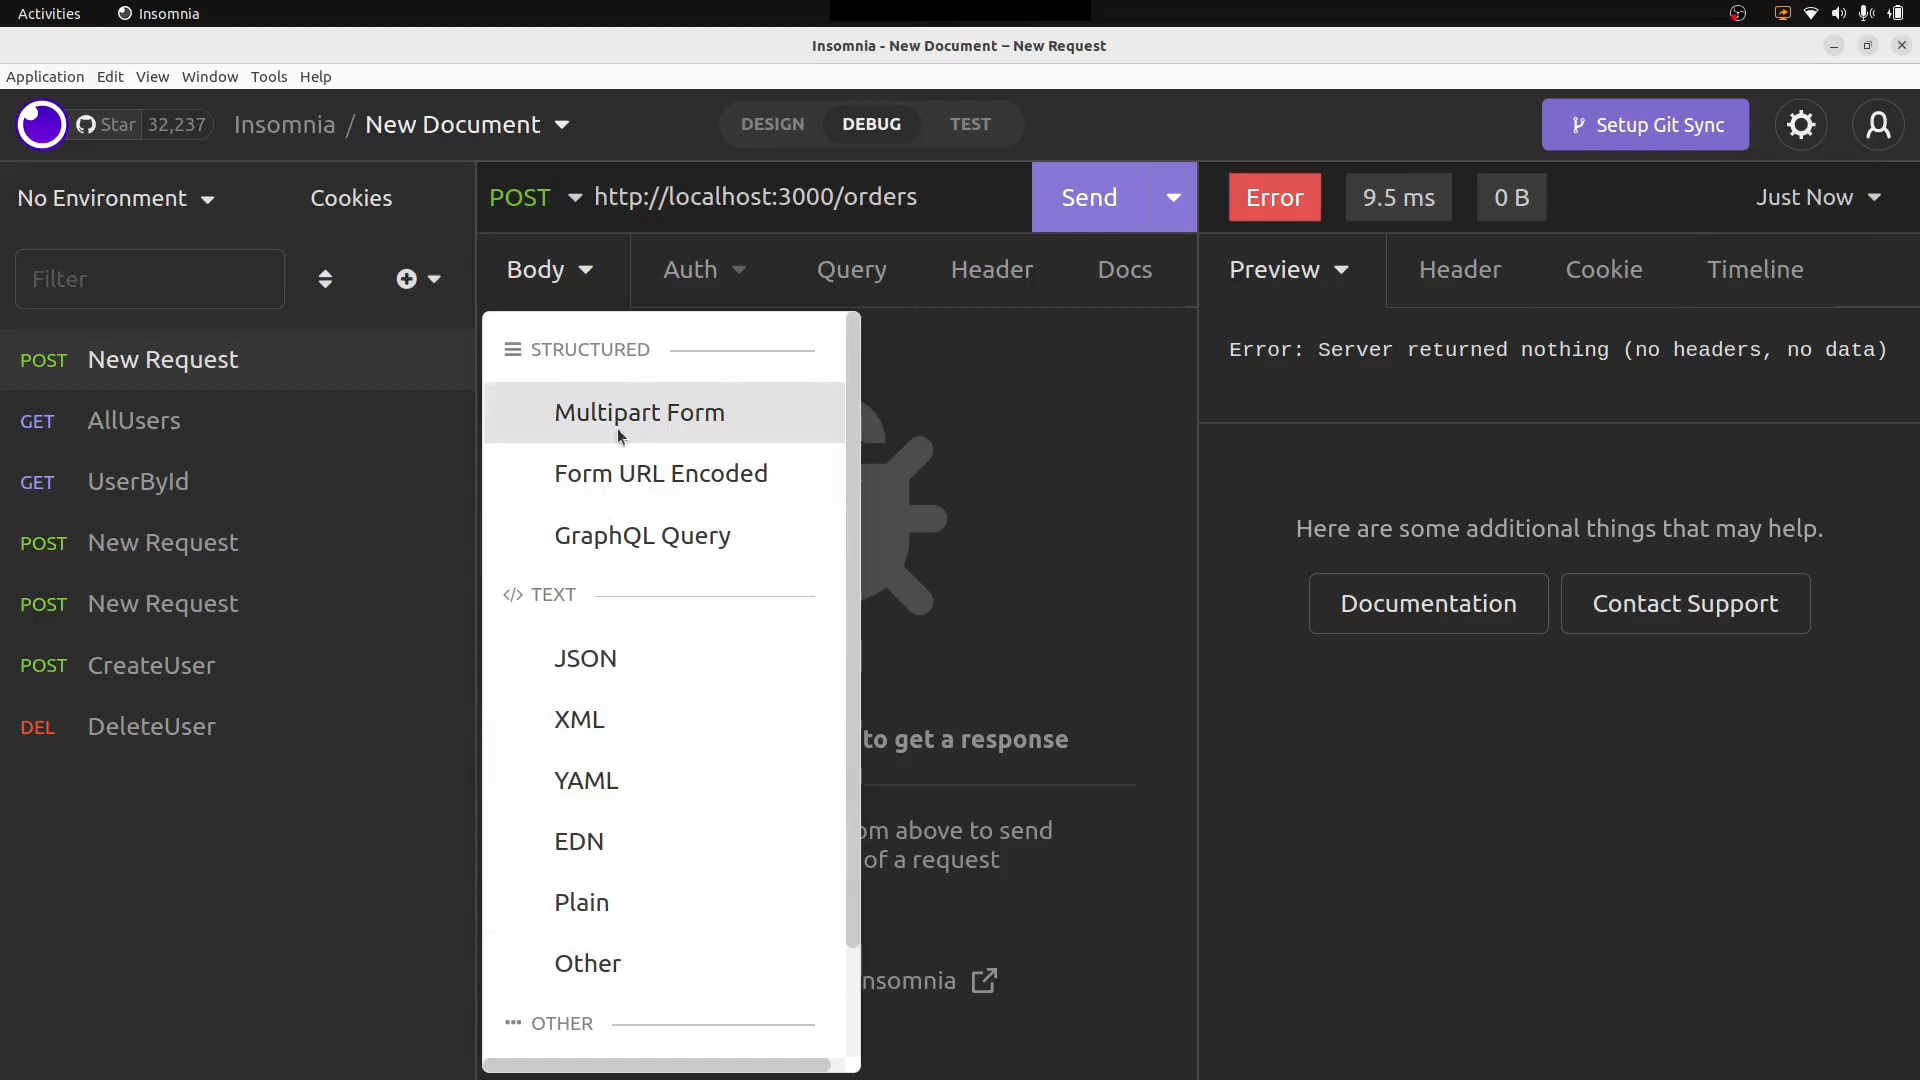 Activities
Insomnia
Insomnia - New Document – New Request
Application Edit View Window Tools Help
Star 32,237
Insomnia / New Document
DESIGN DEBUG TEST
Setup Git Sync
No Environment
Cookies
POST http://localhost:3000/orders
Send
Error
9.5 ms
0 B
Just Now
Filter
Body Auth Query Header Docs
Preview Header Cookie Timeline
POST New Request
GET AllUsers
GET UserById
POST New Request
POST New Request
POST CreateUser
DEL DeleteUser
STRUCTURED
Multipart Form
Form URL Encoded
GraphQL Query
</> TEXT
JSON
XML
YAML
EDN
Plain
Other
OTHER
to get a response
above to send
of a request
Error: Server returned nothing (no headers, no data)
Here are some additional things that may help.
Documentation
Contact Support